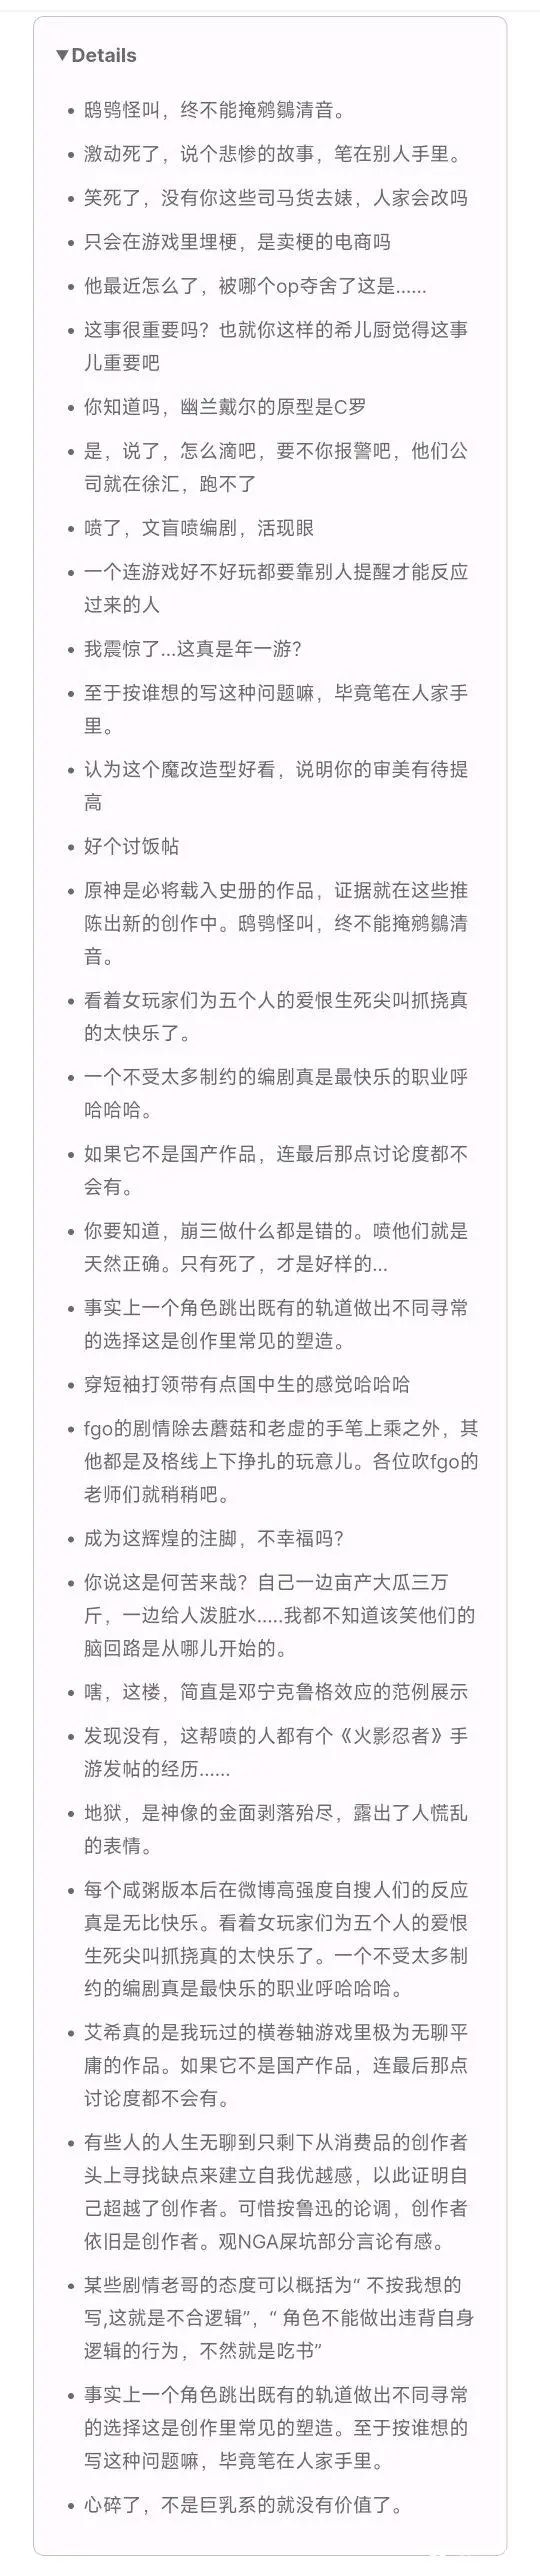 ▼Details
• 鸱鸮怪叫，终不能掩鹓鶵清音。
• 激动死了，说个悲惨的故事，笔在别人手里。
• 笑死了，没有你这些司马货去婊，人家会改吗
• 只会在游戏里埋梗，是卖梗的电商吗
• 他最近怎么了，被哪个op夺舍了这是……
• 这事很重要吗？也就你这样的希儿厨觉得这事
儿重要吧
• 你知道吗，幽兰戴尔的原型是C罗
• 是，说了，怎么滴吧，要不你报警吧，他们公
司就在徐汇，跑不了
• 喷了，文盲喷编剧，活现眼
• 一个连游戏好不好玩都要靠别人提醒才能反应
过来的人
• 我震惊了...这真是年一游？
• 至于按谁想的写这种问题嘛，毕竟笔在人家手
里。
• 认为这个魔改造型好看，说明你的审美有待提
高
• 好个讨饭帖
• 原神是必将载入史册的作品，证据就在这些推
陈出新的创作中。鸱鸮怪叫，终不能掩鹓鶵清
音。
• 看着女玩家们为五个人的爱恨生死尖叫抓挠真
的太快乐了。
• 一个不受太多制约的编剧真是最快乐的职业呼
哈哈哈。
• 如果它不是国产作品，连最后那点讨论度都不
会有。
• 你要知道，崩三做什么都是错的。喷他们就是
天然正确。只有死了，才是好样的...
• 事实上一个角色跳出既有的轨道做出不同寻常
的选择这是创作里常见的塑造。
• 穿短袖打领带有点国中生的感觉哈哈哈
• fgo的剧情除去蘑菇和老虚的手笔上乘之外，其
他都是及格线上下挣扎的玩意儿。各位吹fgo的
老师们就稍稍吧。
• 成为这辉煌的注脚，不幸福吗？
• 你说这是何苦来哉？自己一边亩产大瓜三万
斤，一边给人泼脏水.....我都不知道该笑他们的
脑回路是从哪儿开始的。
• 嘻，这楼，简直是邓宁克鲁格效应的范例展示
• 发现没有，这帮喷的人都有个《火影忍者》手
游发帖的经历……
• 地狱，是神像的金面剥落殆尽，露出了人慌乱
的表情。
• 每个咸粥版本后在微博高强度自搜人们的反应
真是无比快乐。看着女玩家们为五个人的爱恨
生死尖叫抓挠真的太快乐了。一个不受太多制
约的编剧真是最快乐的职业呼哈哈哈。
• 艾希真的是我玩过的横卷轴游戏里极为无聊平
庸的作品。如果它不是国产作品，连最后那点
讨论度都不会有。
• 有些人的人生无聊到只剩下从消费品的创作者
头上寻找缺点来建立自我优越感，以此证明自
己超越了创作者。可惜按鲁迅的论调，创作者
依旧是创作者。观NGA屎坑部分言论有感。
• 某些剧情老哥的态度可以概括为“ 不按我想的
写,这就是不合逻辑”，“ 角色不能做出违背自身
逻辑的行为，不然就是吃书”
• 事实上一个角色跳出既有的轨道做出不同寻常
的选择这是创作里常见的塑造。至于按谁想的
写这种问题嘛，毕竟笔在人家手里。
• 心碎了，不是巨乳系的就没有价值了。